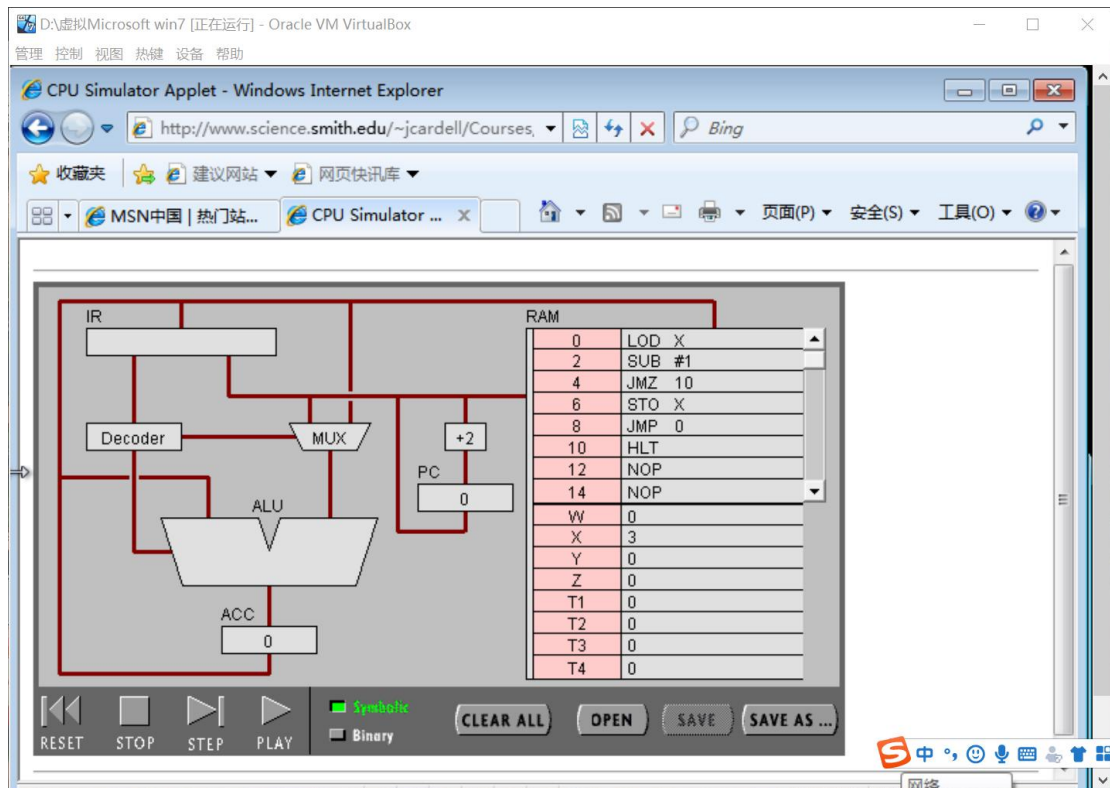 D:\虚拟Microsoft win7 [正在运行] - Oracle VM VirtualBox
管理 控制 视图 热键 设备 帮助
CPU Simulator Applet - Windows Internet Explorer
http://www.science.smith.edu/~jcardell/Courses, Bing
收藏夹 建议网站 网页快讯库
MSN中国 | 热门站... CPU Simulator ... X 页面(P) 安全(S) 工具(O)
IR
RAM
0 LOD X
2 SUB #1
4 JMZ 10
6 STO X
8 JMP 0
10 HLT
12 NOP
14 NOP
W 0
X 3
Y 0
Z 0
T1 0
T2 0
T3 0
T4 0
Decoder MUX +2
PC
0
ALU
ACC
0
RESET STOP STEP PLAY
Symbolic
Binary
CLEAR ALL OPEN SAVE SAVE AS ...
中
网络